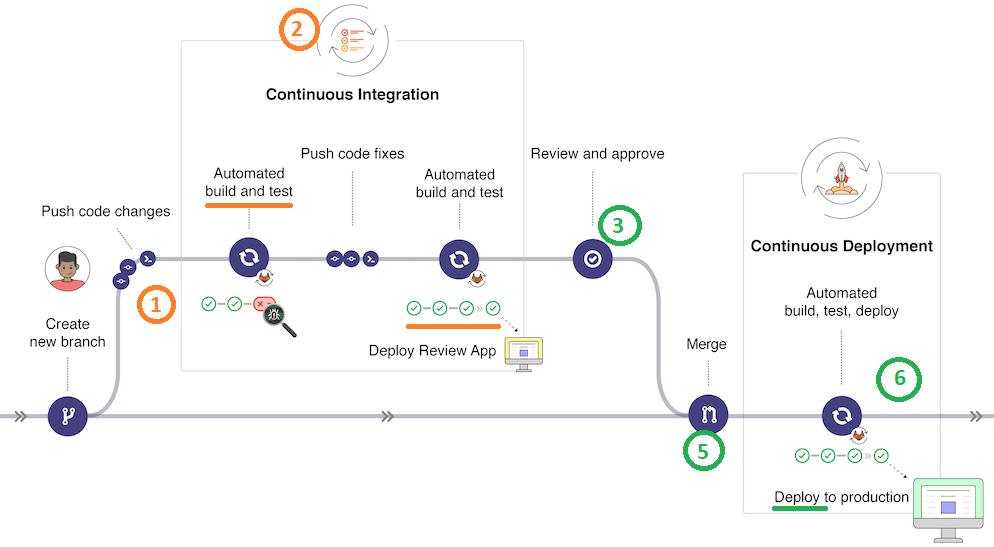 2
Continuous Integration
Push code fixes
Review and approve
Automated
build and test
Automated
build and test
Push code changes
3
Continuous Deployment
1
Automated
build, test, deploy
Create
new branch
Deploy Review App
Merge
6
5
Deploy to production